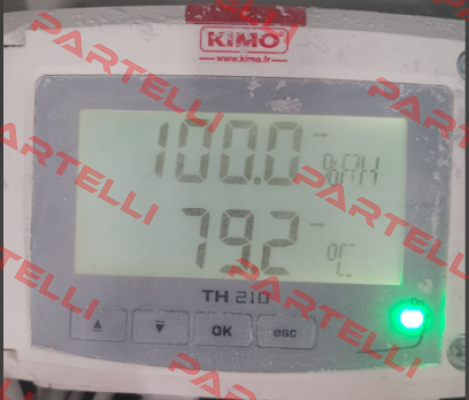 KIMO
www.kimo.fr
100.0 %RH
79.2 °C
TH 210
OK
esc
PARTELLI
PARTELLI
PARTELLI
PARTELLI
PARTELLI
PARTELLI